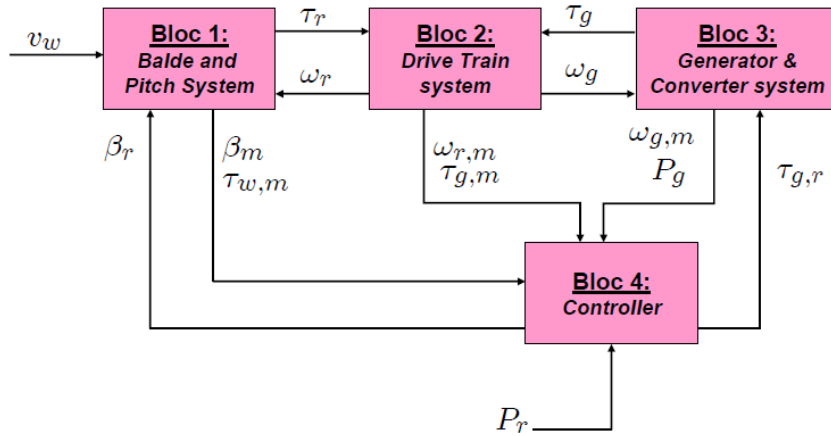 v_w
Bloc 1:
Balde and
Pitch System
τ_r
ω_r
Bloc 2:
Drive Train
system
τ_g
ω_g
Bloc 3:
Generator &
Converter system
β_r
β_m
τ_{w,m}
ω_{r,m}
τ_{g,m}
ω_{g,m}
P_g
τ_{g,r}
Bloc 4:
Controller
P_r